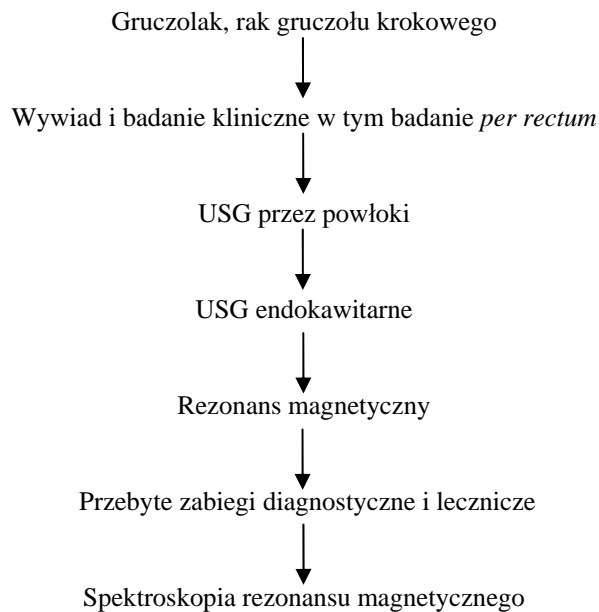 Gruczolak, rak gruczołu krokowego
Wywiad i badanie kliniczne w tym badanie per rectum
USG przez powłoki
USG endokawitarne
Rezonans magnetyczny
Przebyte zabiegi diagnostyczne i lecznicze
Spektroskopia rezonansu magnetycznego